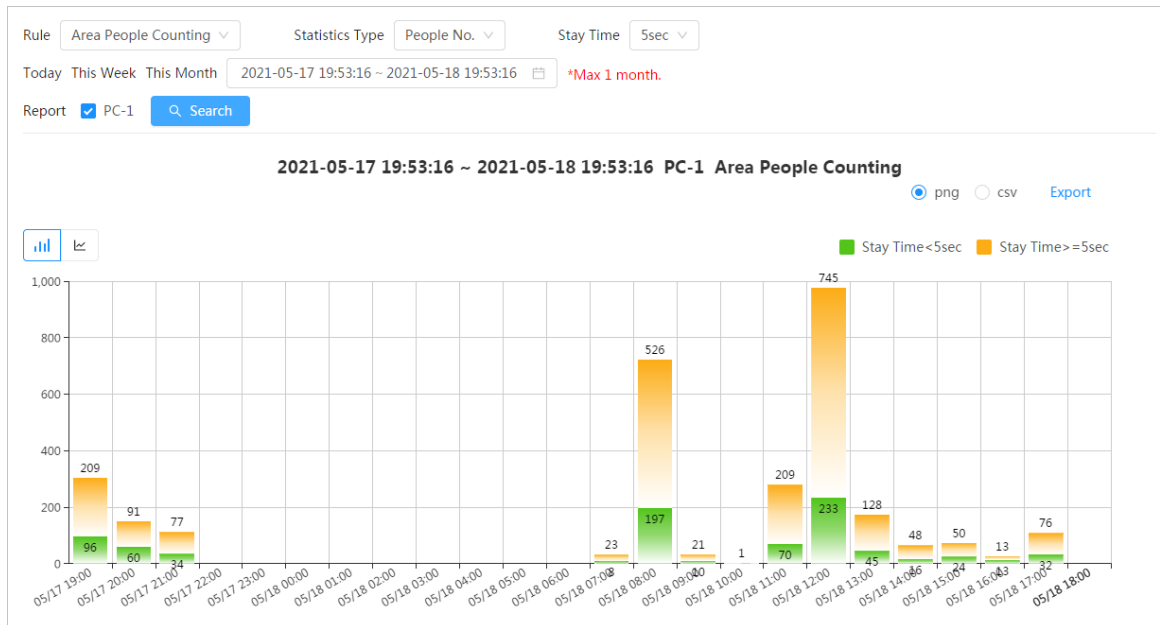 Rule Area People Counting Statistics Type People No. Stay Time 5sec
Today This Week This Month 2021-05-17 19:53:16 ~ 2021-05-18 19:53:16 *Max 1 month.
Report PC-1 Search
2021-05-17 19:53:16 ~ 2021-05-18 19:53:16 PC-1 Area People Counting
png csv Export
Stay Time<5sec Stay Time>=5sec
1,000
800
600
400
200
0
209 91 77 23 526 21 1 209 745 128 48 50 13 76
96 60 34 197 70 233 45 16 24 13 32
05/17 19:00 05/17 20:00 05/17 21:00 05/17 22:00 05/17 23:00 05/18 00:00 05/18 01:00 05/18 02:00 05/18 03:00 05/18 04:00 05/18 05:00 05/18 06:00 05/18 07:00 05/18 08:00 05/18 09:00 05/18 10:00 05/18 11:00 05/18 12:00 05/18 13:00 05/18 14:00 05/18 15:00 05/18 16:00 05/18 17:00 05/18 18:00